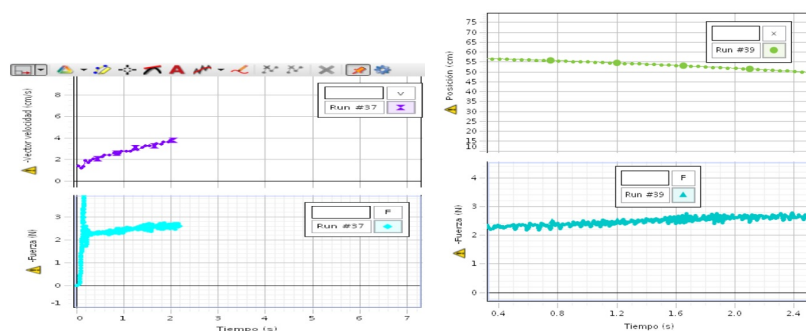 -Vector velocidad (cm/s)
8
6
4
2
0
v
Run #37
-Fuerza (N)
3
2
1
0
-1
F
Run #37
0 1 2 3 4 5 6 7
Tiempo (s)
Posición (cm)
75
70
65
60
55
50
45
40
35
30
25
20
15
10
x
Run #39
-Fuerza (N)
4
3
2
1
0
F
Run #39
0.4 0.8 1.2 1.6 2.0 2.4
Tiempo (s)